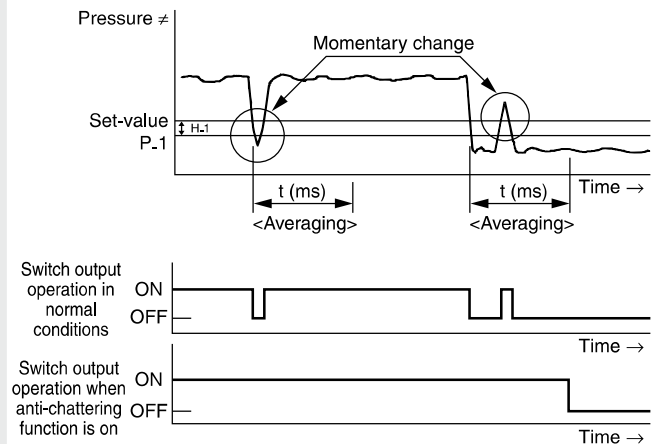 Pressure ≠
Momentary change
Set-value
H-1
P-1
t (ms)
t (ms)
Time →
<Averaging>
<Averaging>
Switch output
operation in
normal
conditions
ON
OFF
Time →
Switch output
operation when
anti-chattering
function is on
ON
OFF
Time →